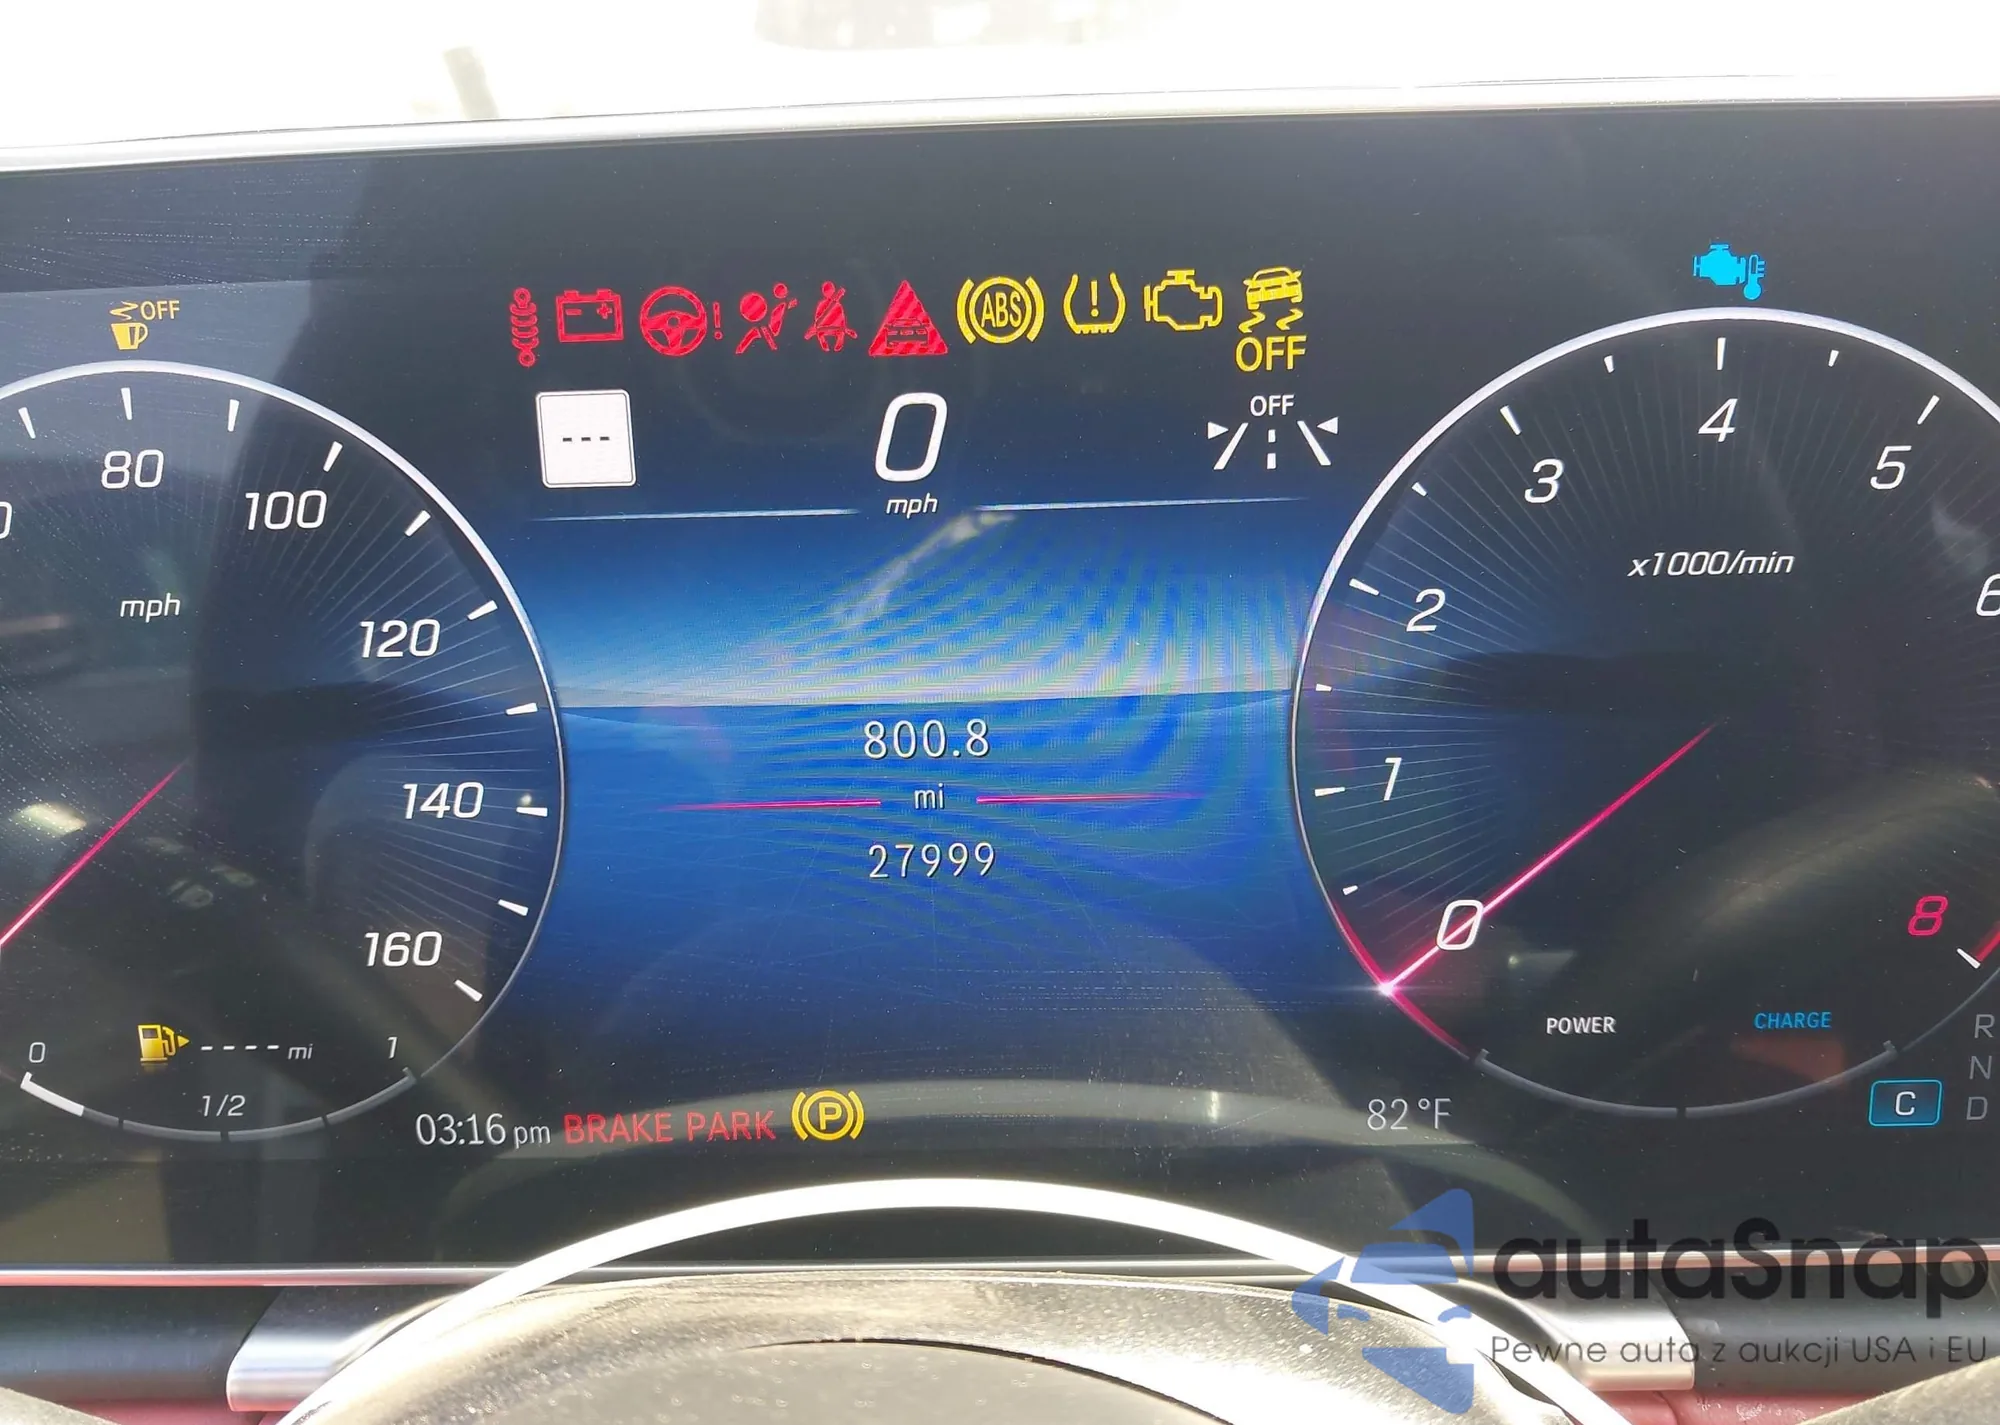 OFF
ABS
!
!
OFF
---
0
mph
OFF
80
100
120
140
160
mph
0
----mi
1
1/2
800.8
mi
27999
03:16 pm
BRAKE PARK
P
82°F
0
1
2
3
4
5
6
8
x1000/min
POWER
CHARGE
R
N
D
C
autaSnap
Pewne auta z aukcji USA i EU